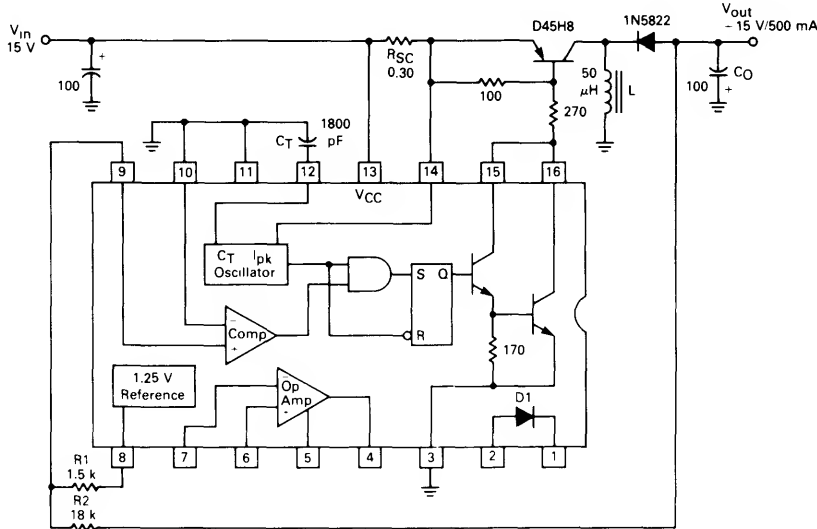 Vin
15 V
100
+
RSC
0.30
D45H8
1N5822
Vout
- 15 V/500 mA
100
270
50
μH
L
100
CO
+
CT
1800
pF
9
10
11
12
13
14
15
16
VCC
CT Ipk
Oscillator
S Q
R
-
Comp
+
170
1.25 V
Reference
Op
Amp
D1
8
7
6
5
4
3
2
1
R1
1.5 k
R2
18 k